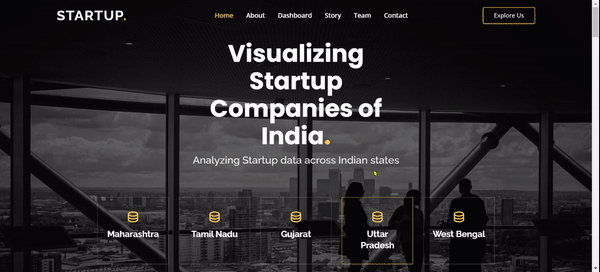 STARTUP.
Home About Dashboard Story Team Contact
Explore Us
Visualizing
Startup
Companies of
India.
Analyzing Startup data across Indian states
Maharashtra
Tamil Nadu
Gujarat
Uttar
Pradesh
West Bengal